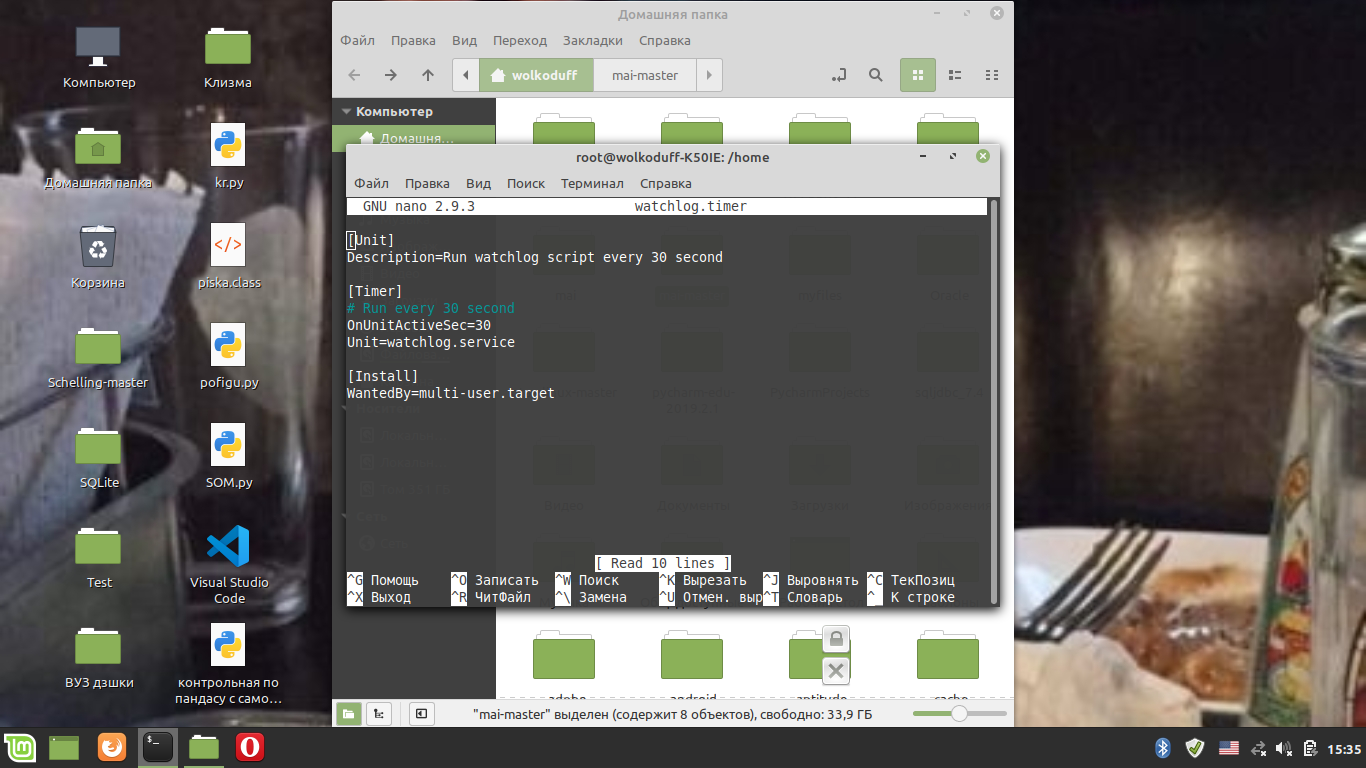 Компьютер
Клизма
Домашняя папка
kr.py
Корзина
piska.class
Schelling-master
pofigu.py
SQLite
SOM.py
Test
Visual Studio
Code
ВУЗ дзшки
контрольная по
пандасу с само…
Домашняя папка
Файл Правка Вид Переход Закладки Справка
wolkoduff mai-master
Компьютер
Домашня…
root@wolkoduff-K50IE: /home
Файл Правка Вид Поиск Терминал Справка
GNU nano 2.9.3 watchlog.timer
[Unit]
Description=Run watchlog script every 30 second
[Timer]
# Run every 30 second
OnUnitActiveSec=30
Unit=watchlog.service
[Install]
WantedBy=multi-user.target
[ Read 10 lines ]
^G Помощь ^O Записать ^W Поиск ^K Вырезать ^J Выровнять ^C ТекПозиц
^X Выход ^R ЧитФайл ^\ Замена ^U Отмен. выр^T Словарь ^_ К строке
adobe android aptitude cache
"mai-master" выделен (содержит 8 объектов), свободно: 33,9 ГБ
15:35